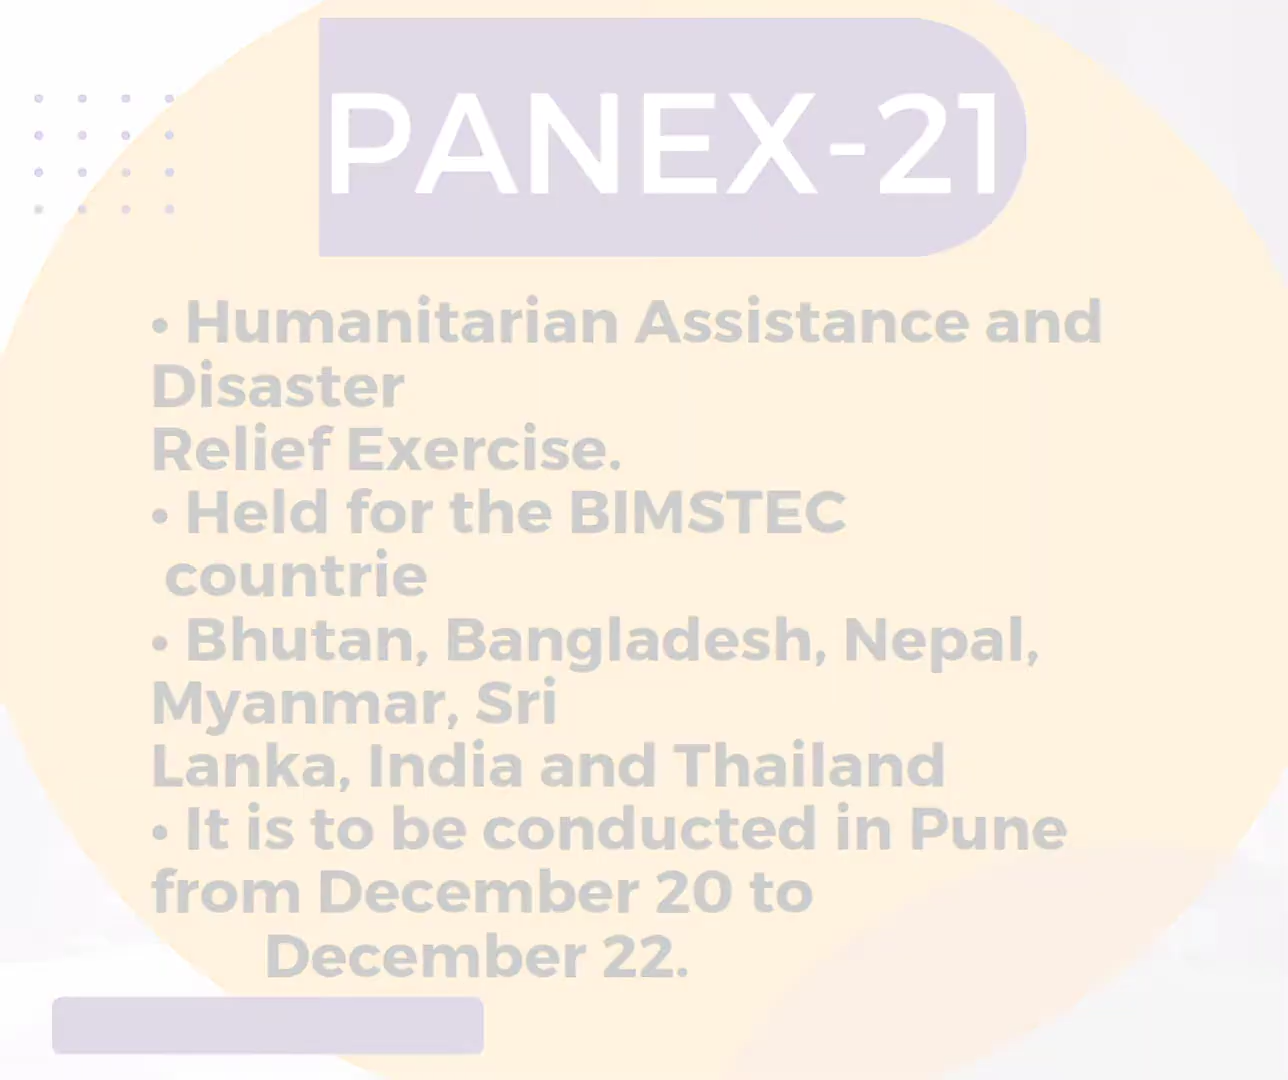 PANEX-21
• Humanitarian Assistance and
Disaster
Relief Exercise.
• Held for the BIMSTEC
countrie
• Bhutan, Bangladesh, Nepal,
Myanmar, Sri
Lanka, India and Thailand
• It is to be conducted in Pune
from December 20 to
December 22.